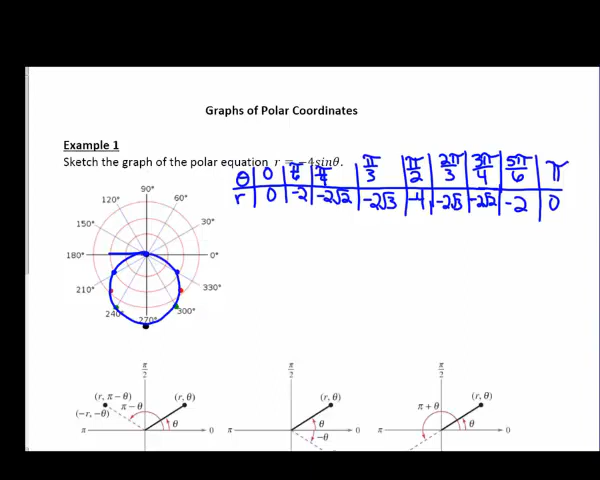 Graphs of Polar Coordinates
Example 1
Sketch the graph of the polar equation r = −4sinθ.
θ 0 π/6 π/4 π/3 π/2 2π/3 3π/4 5π/6 π
r 0 -2 -2√2 -2√3 -4 -2√3 -2√2 -2 0
90°
120° 60°
150° 30°
180° 0°
210° 330°
240° 300°
270°
π/2 π/2 π/2
(r, π − θ) (r, θ) (r, θ) (r, θ)
(−r, −θ) π − θ θ θ π + θ θ
−θ
π 0 π 0 π 0